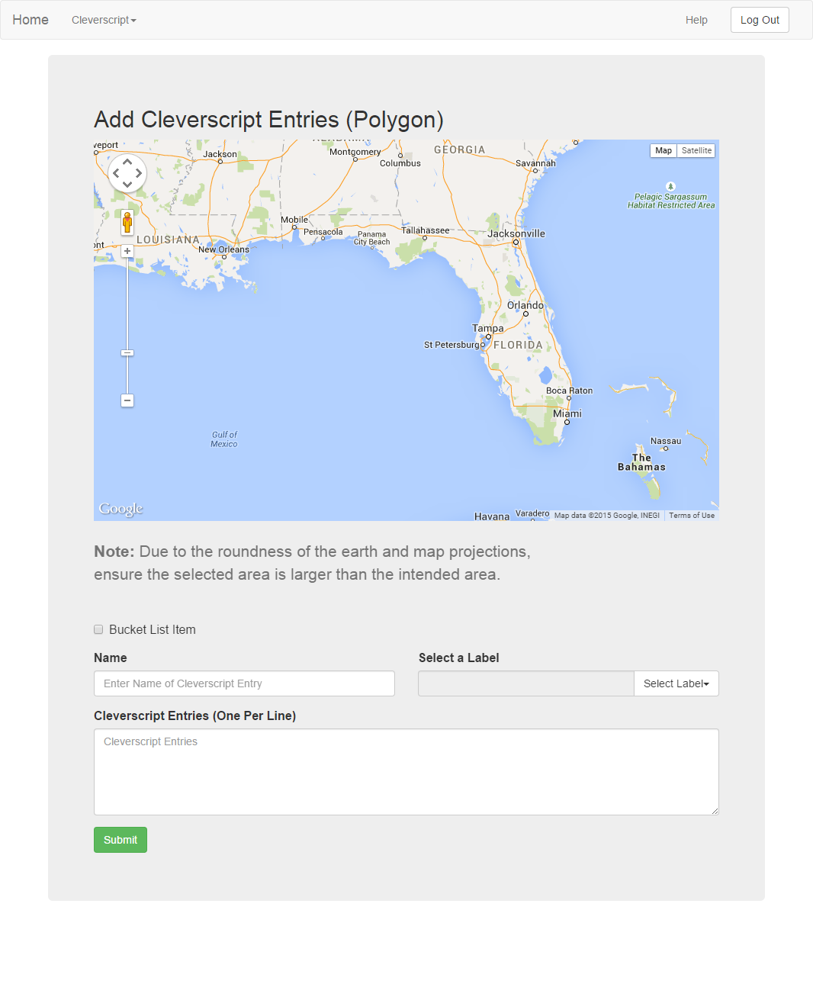 Home
Cleverscript
Help
Log Out
Add Cleverscript Entries (Polygon)
veport
Jackson
ALABAMA
Montgomery
Columbus
GEORGIA
Savannah
Map
Satellite
Pelagic Sargassum
Habitat Restricted Area
Mobile
Pensacola
Panama
City Beach
Tallahassee
Jacksonville
ont
LOUISIANA
New Orleans
Orlando
Tampa
St Petersburg
FLORIDA
Boca Raton
Miami
Gulf of
Mexico
Nassau
The
Bahamas
Google
Havana
Varadero
Map data ©2015 Google, INEGI
Terms of Use
Note: Due to the roundness of the earth and map projections,
ensure the selected area is larger than the intended area.
Bucket List Item
Name
Select a Label
Enter Name of Cleverscript Entry
Select Label
Cleverscript Entries (One Per Line)
Cleverscript Entries
Submit